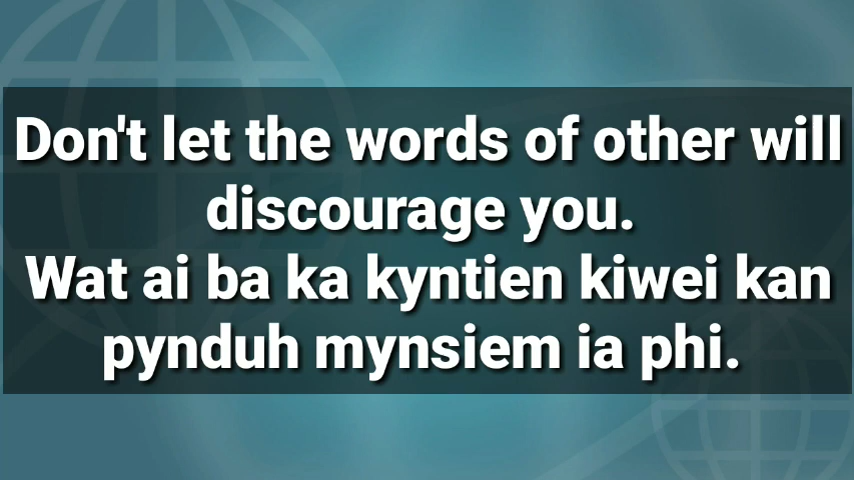 Don't let the words of other will
discourage you.
Wat ai ba ka kyntien kiwei kan
pynduh mynsiem ia phi.